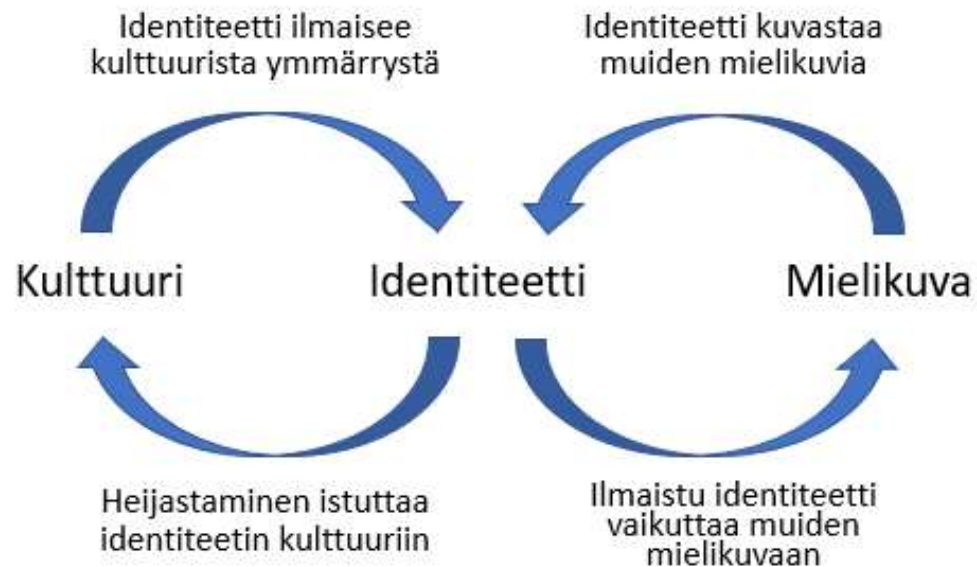 Identiteetti ilmaisee
kulttuurista ymmärrystä
Identiteetti kuvastaa
muiden mielikuvia
Kulttuuri
Identiteetti
Mielikuva
Heijastaminen istuttaa
identiteetin kulttuuriin
Ilmaistu identiteetti
vaikuttaa muiden
mielikuvaan